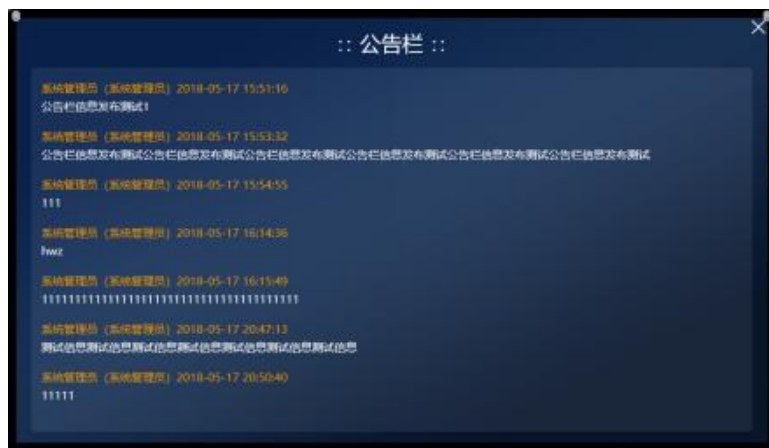 :: 公告栏 ::
系统管理员 (系统管理员) 2018-05-17 15:51:16
公告栏信息发布测试1
系统管理员 (系统管理员) 2018-05-17 15:53:32
公告栏信息发布测试公告栏信息发布测试公告栏信息发布测试公告栏信息发布测试公告栏信息发布测试公告栏信息发布测试
系统管理员 (系统管理员) 2018-05-17 15:54:55
111
系统管理员 (系统管理员) 2018-05-17 16:14:36
hwz
系统管理员 (系统管理员) 2018-05-17 16:15:49
系统管理员 (系统管理员) 2018-05-17 20:47:13
测试信息测试信息测试信息测试信息测试信息测试信息测试信息
系统管理员 (系统管理员) 2018-05-17 20:50:40
11111